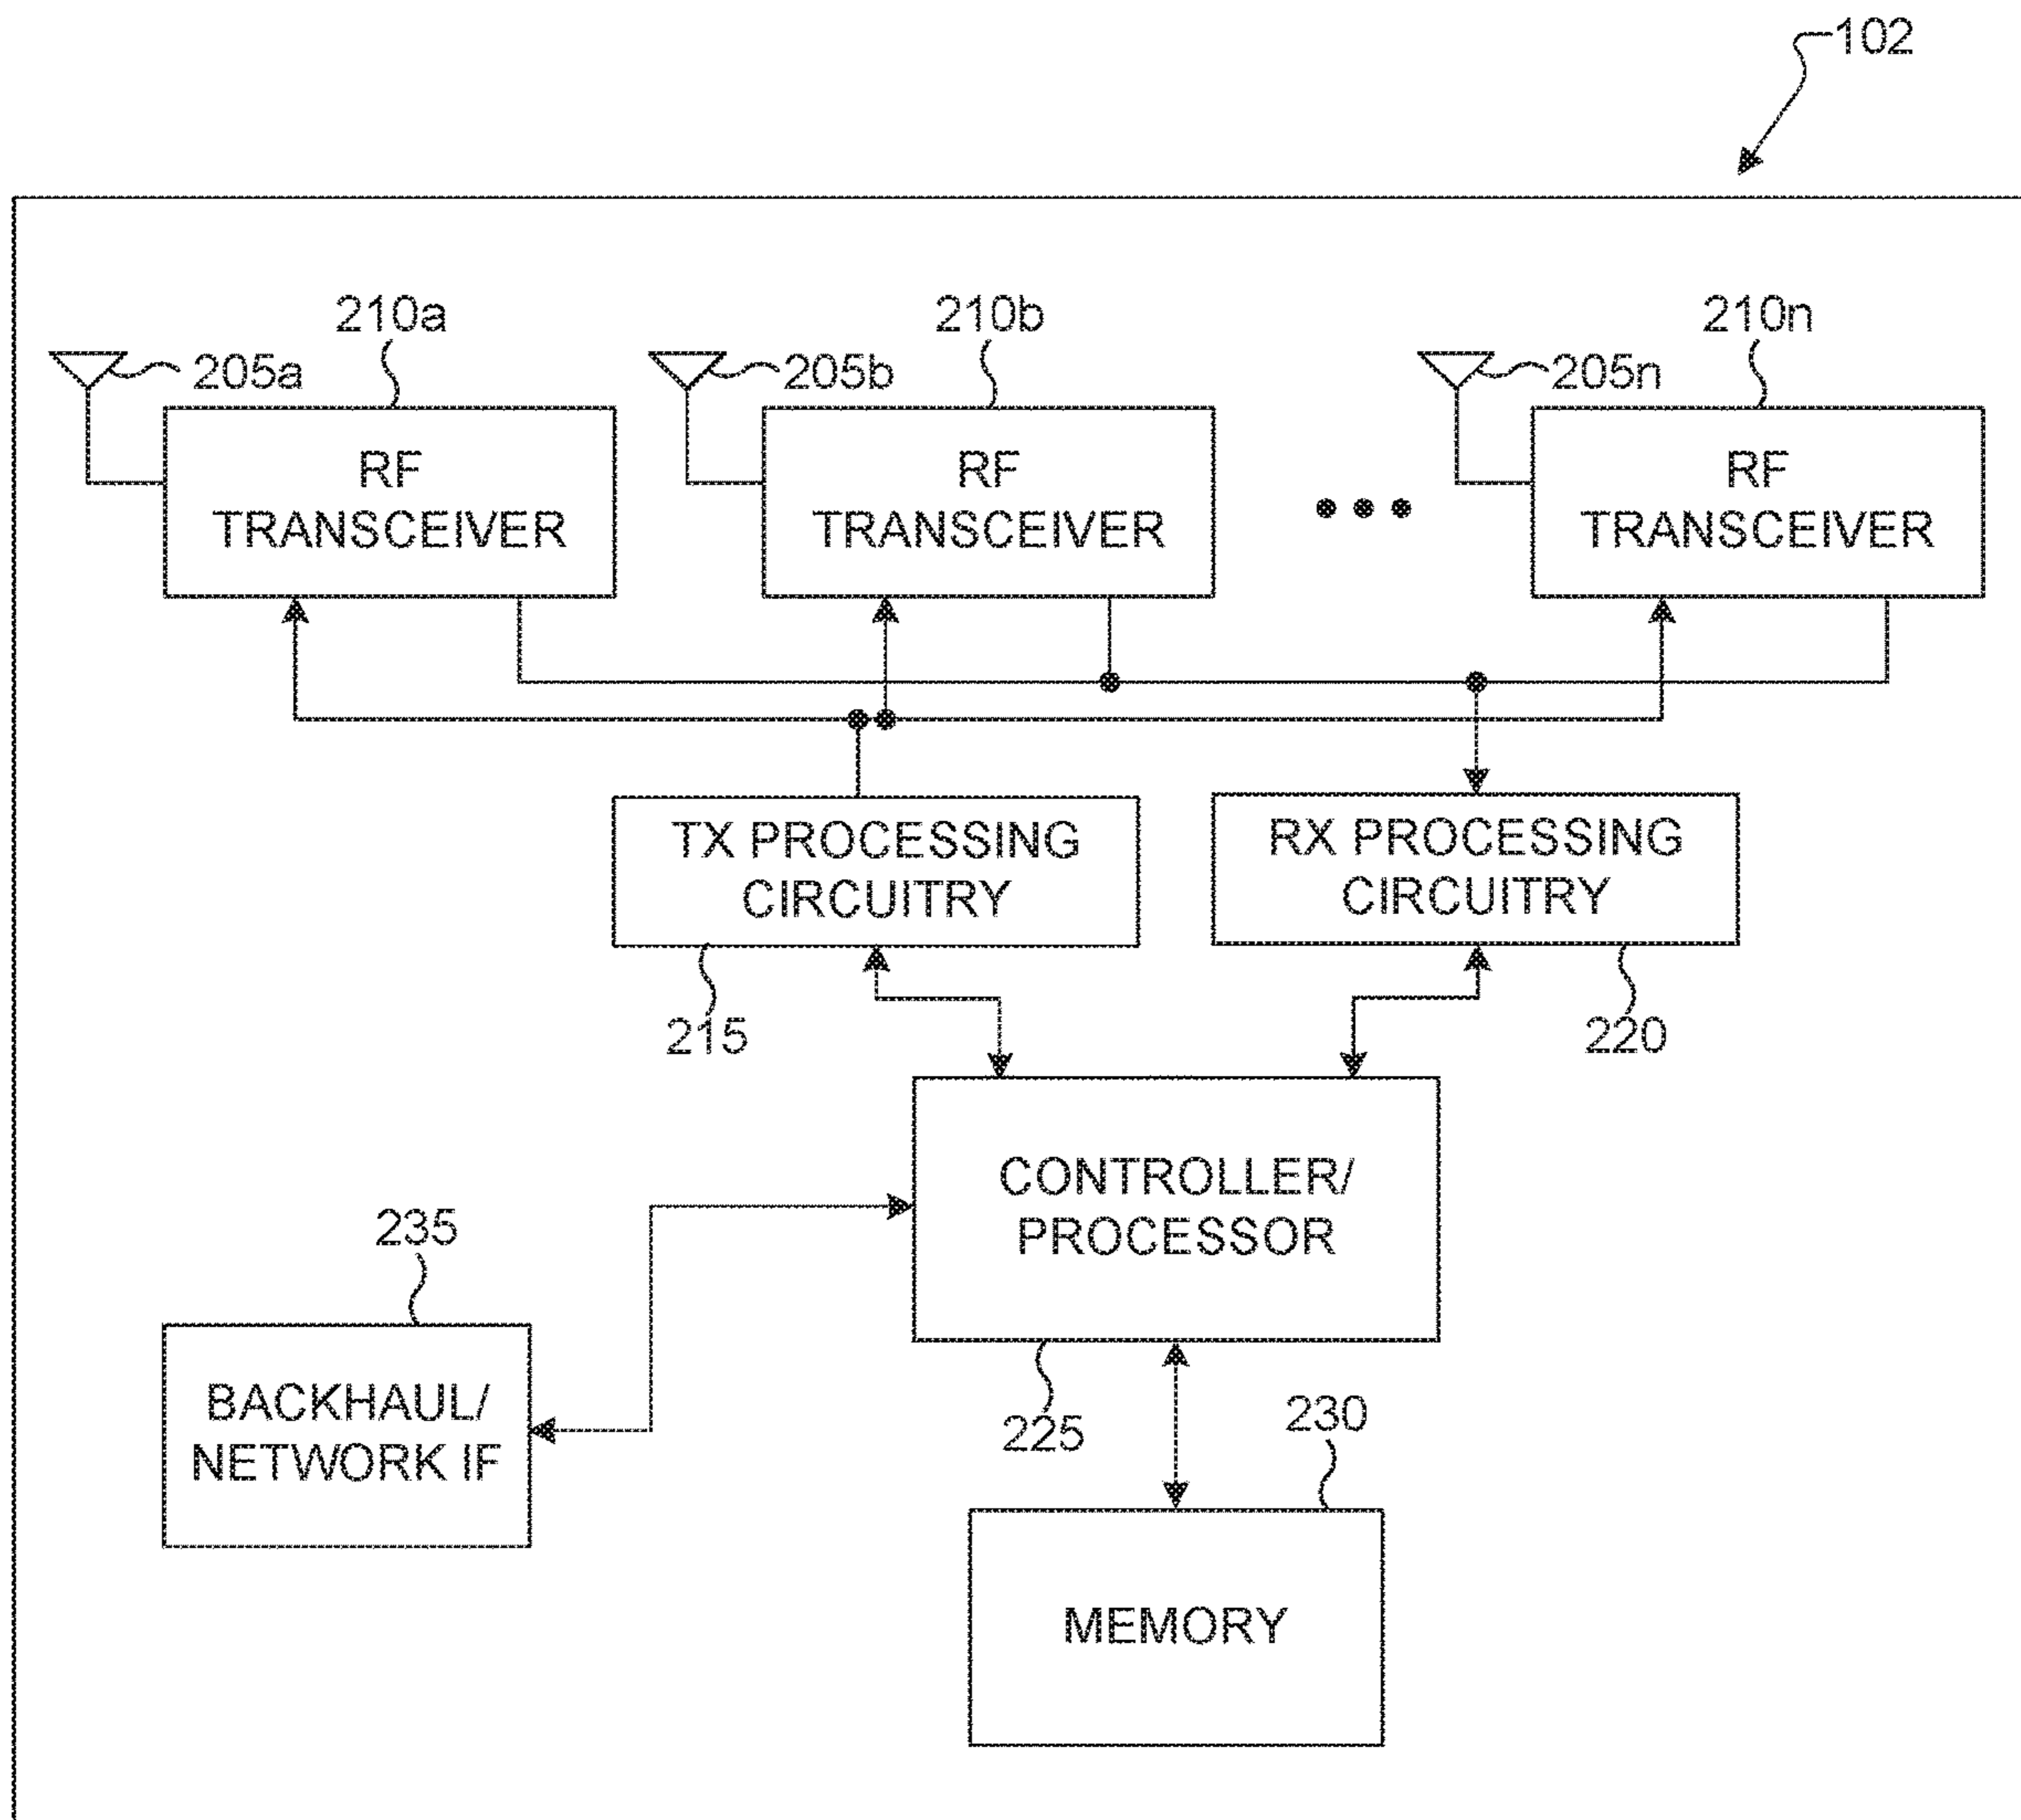 102
210a
210b
210n
205a
205b
205n
RF
TRANSCEIVER
RF
TRANSCEIVER
RF
TRANSCEIVER
TX PROCESSING
CIRCUITRY
RX PROCESSING
CIRCUITRY
215
220
CONTROLLER/
PROCESSOR
235
BACKHAUL/
NETWORK IF
225
230
MEMORY